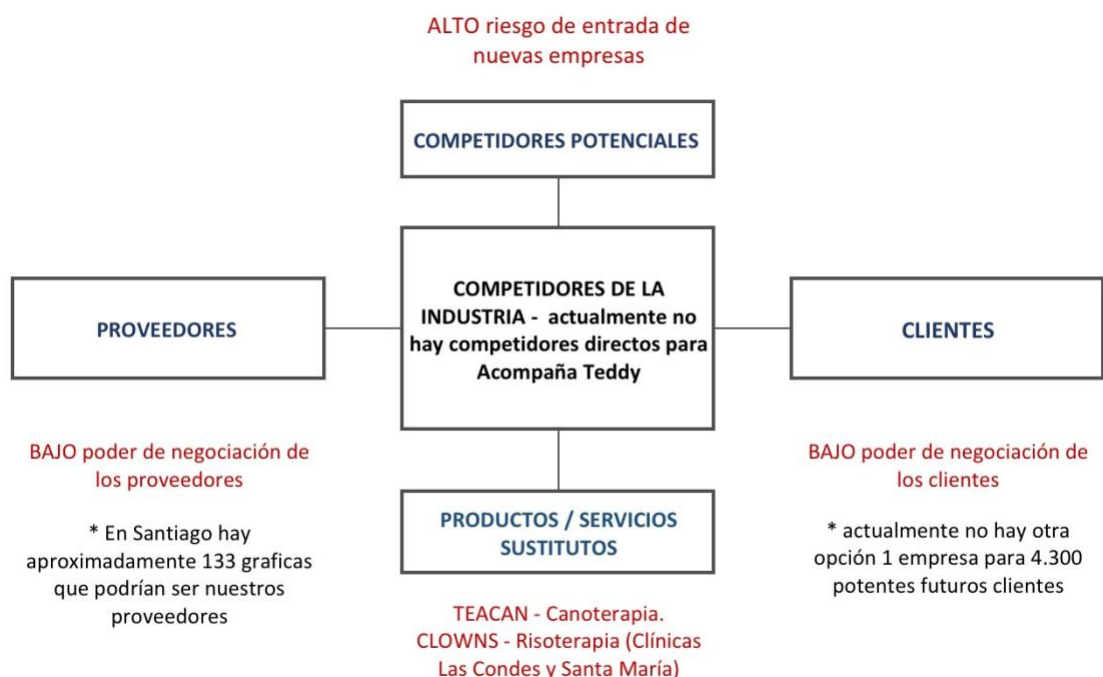 ALTO riesgo de entrada de
nuevas empresas
COMPETIDORES POTENCIALES
COMPETIDORES DE LA
INDUSTRIA -  actualmente no
hay competidores directos para
Acompaña Teddy
PROVEEDORES
CLIENTES
BAJO poder de negociación de
los proveedores
* En Santiago hay
aproximadamente 133 graficas
que podrían ser nuestros
proveedores
BAJO poder de negociación de
los clientes
* actualmente no hay otra
opción 1 empresa para 4.300
potentes futuros clientes
PRODUCTOS / SERVICIOS
SUSTITUTOS
TEACAN - Canoterapia.
CLOWNS - Risoterapia (Clínicas
Las Condes y Santa María)